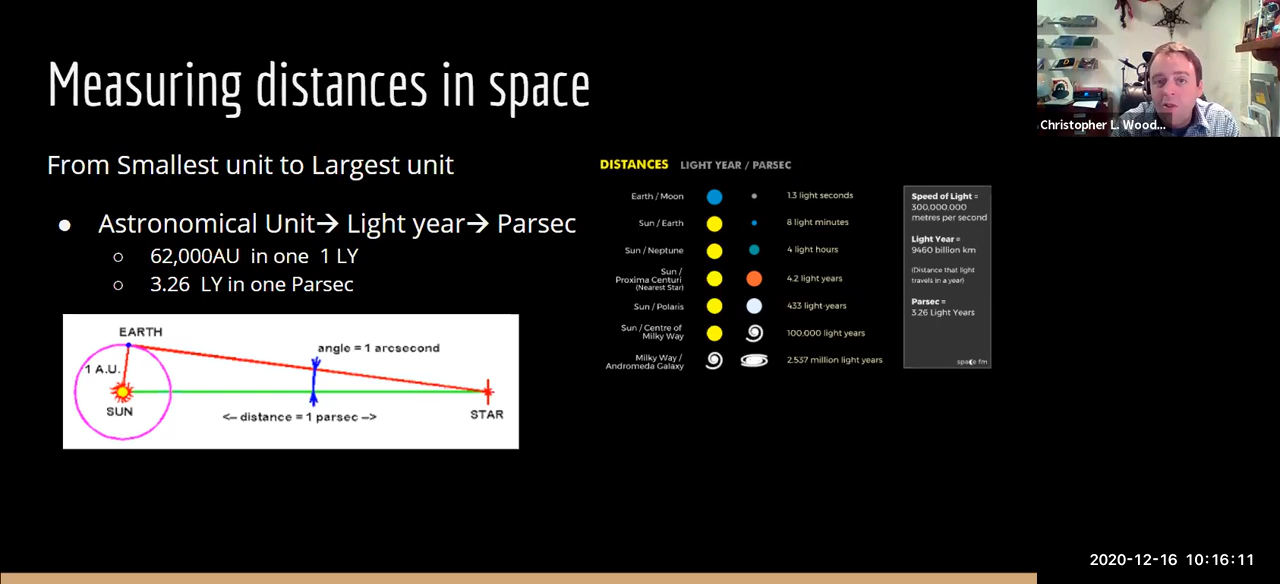 Measuring distances in space
From Smallest unit to Largest unit
● Astronomical Unit→ Light year→ Parsec
○ 62,000AU in one 1 LY
○ 3.26 LY in one Parsec
EARTH
angle = 1 arcsecond
1 A.U.
SUN
<– distance = 1 parsec –>
STAR
DISTANCES LIGHT YEAR / PARSEC
Earth / Moon 1.3 light seconds
Sun / Earth 8 light minutes
Sun / Neptune 4 light hours
Sun /
Proxima Centuri 4.2 light years
(Nearest Star)
Sun / Polaris 433 light-years
Sun / Centre of
Milky Way 100,000 light years
Milky Way /
Andromeda Galaxy 2.537 million light years
Speed of Light =
300,000,000
metres per second
Light Year =
9460 billion km
(Distance that light
travels in a year)
Parsec =
3.26 Light Years
space fm
Christopher L. Wood...
2020-12-16 10:16:11